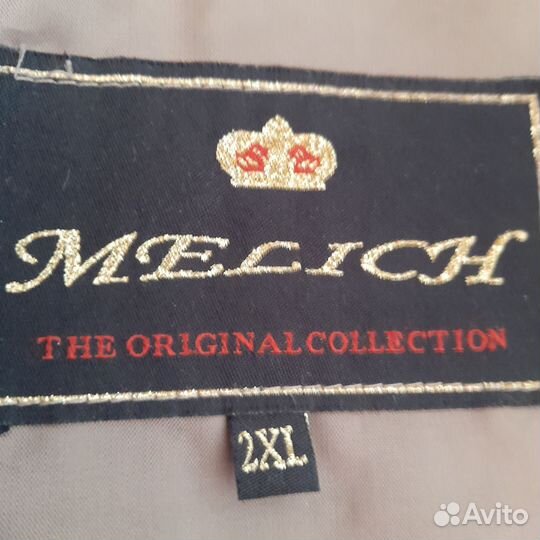 MELICH
THE ORIGINAL COLLECTION
2XL
Avito